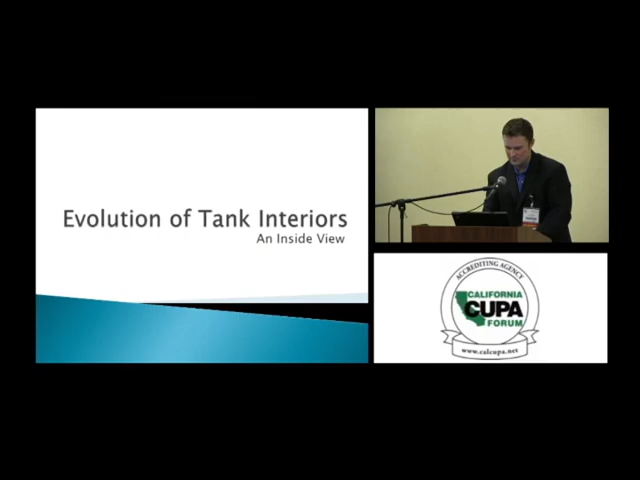 Evolution of Tank Interiors
An Inside View
ACCREDITING AGENCY
CALIFORNIA
CUPA
FORUM
www.calcupa.net